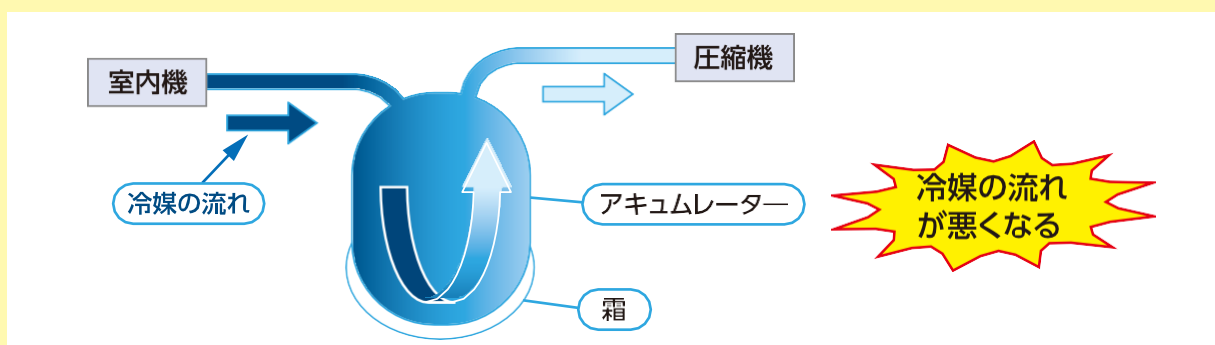 室内機
圧縮機
冷媒の流れ
アキュムレーター
霜
冷媒の流れ
が悪くなる